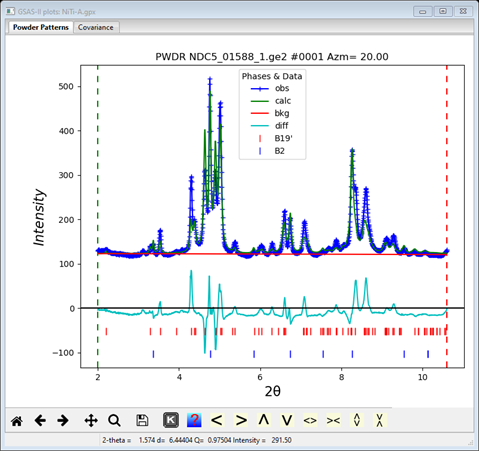 GSAS-II plots: NiTi-A.gpx
Powder Patterns Covariance
PWDR NDC5_01588_1.ge2 #0001 Azm= 20.00
Phases & Data
obs
calc
bkg
diff
B19'
B2
500
400
300
200
100
0
−100
Intensity
2 4 6 8 10
2θ
K ?
2-theta = 1.574 d= 6.44404 Q= 0.97504 Intensity = 291.50